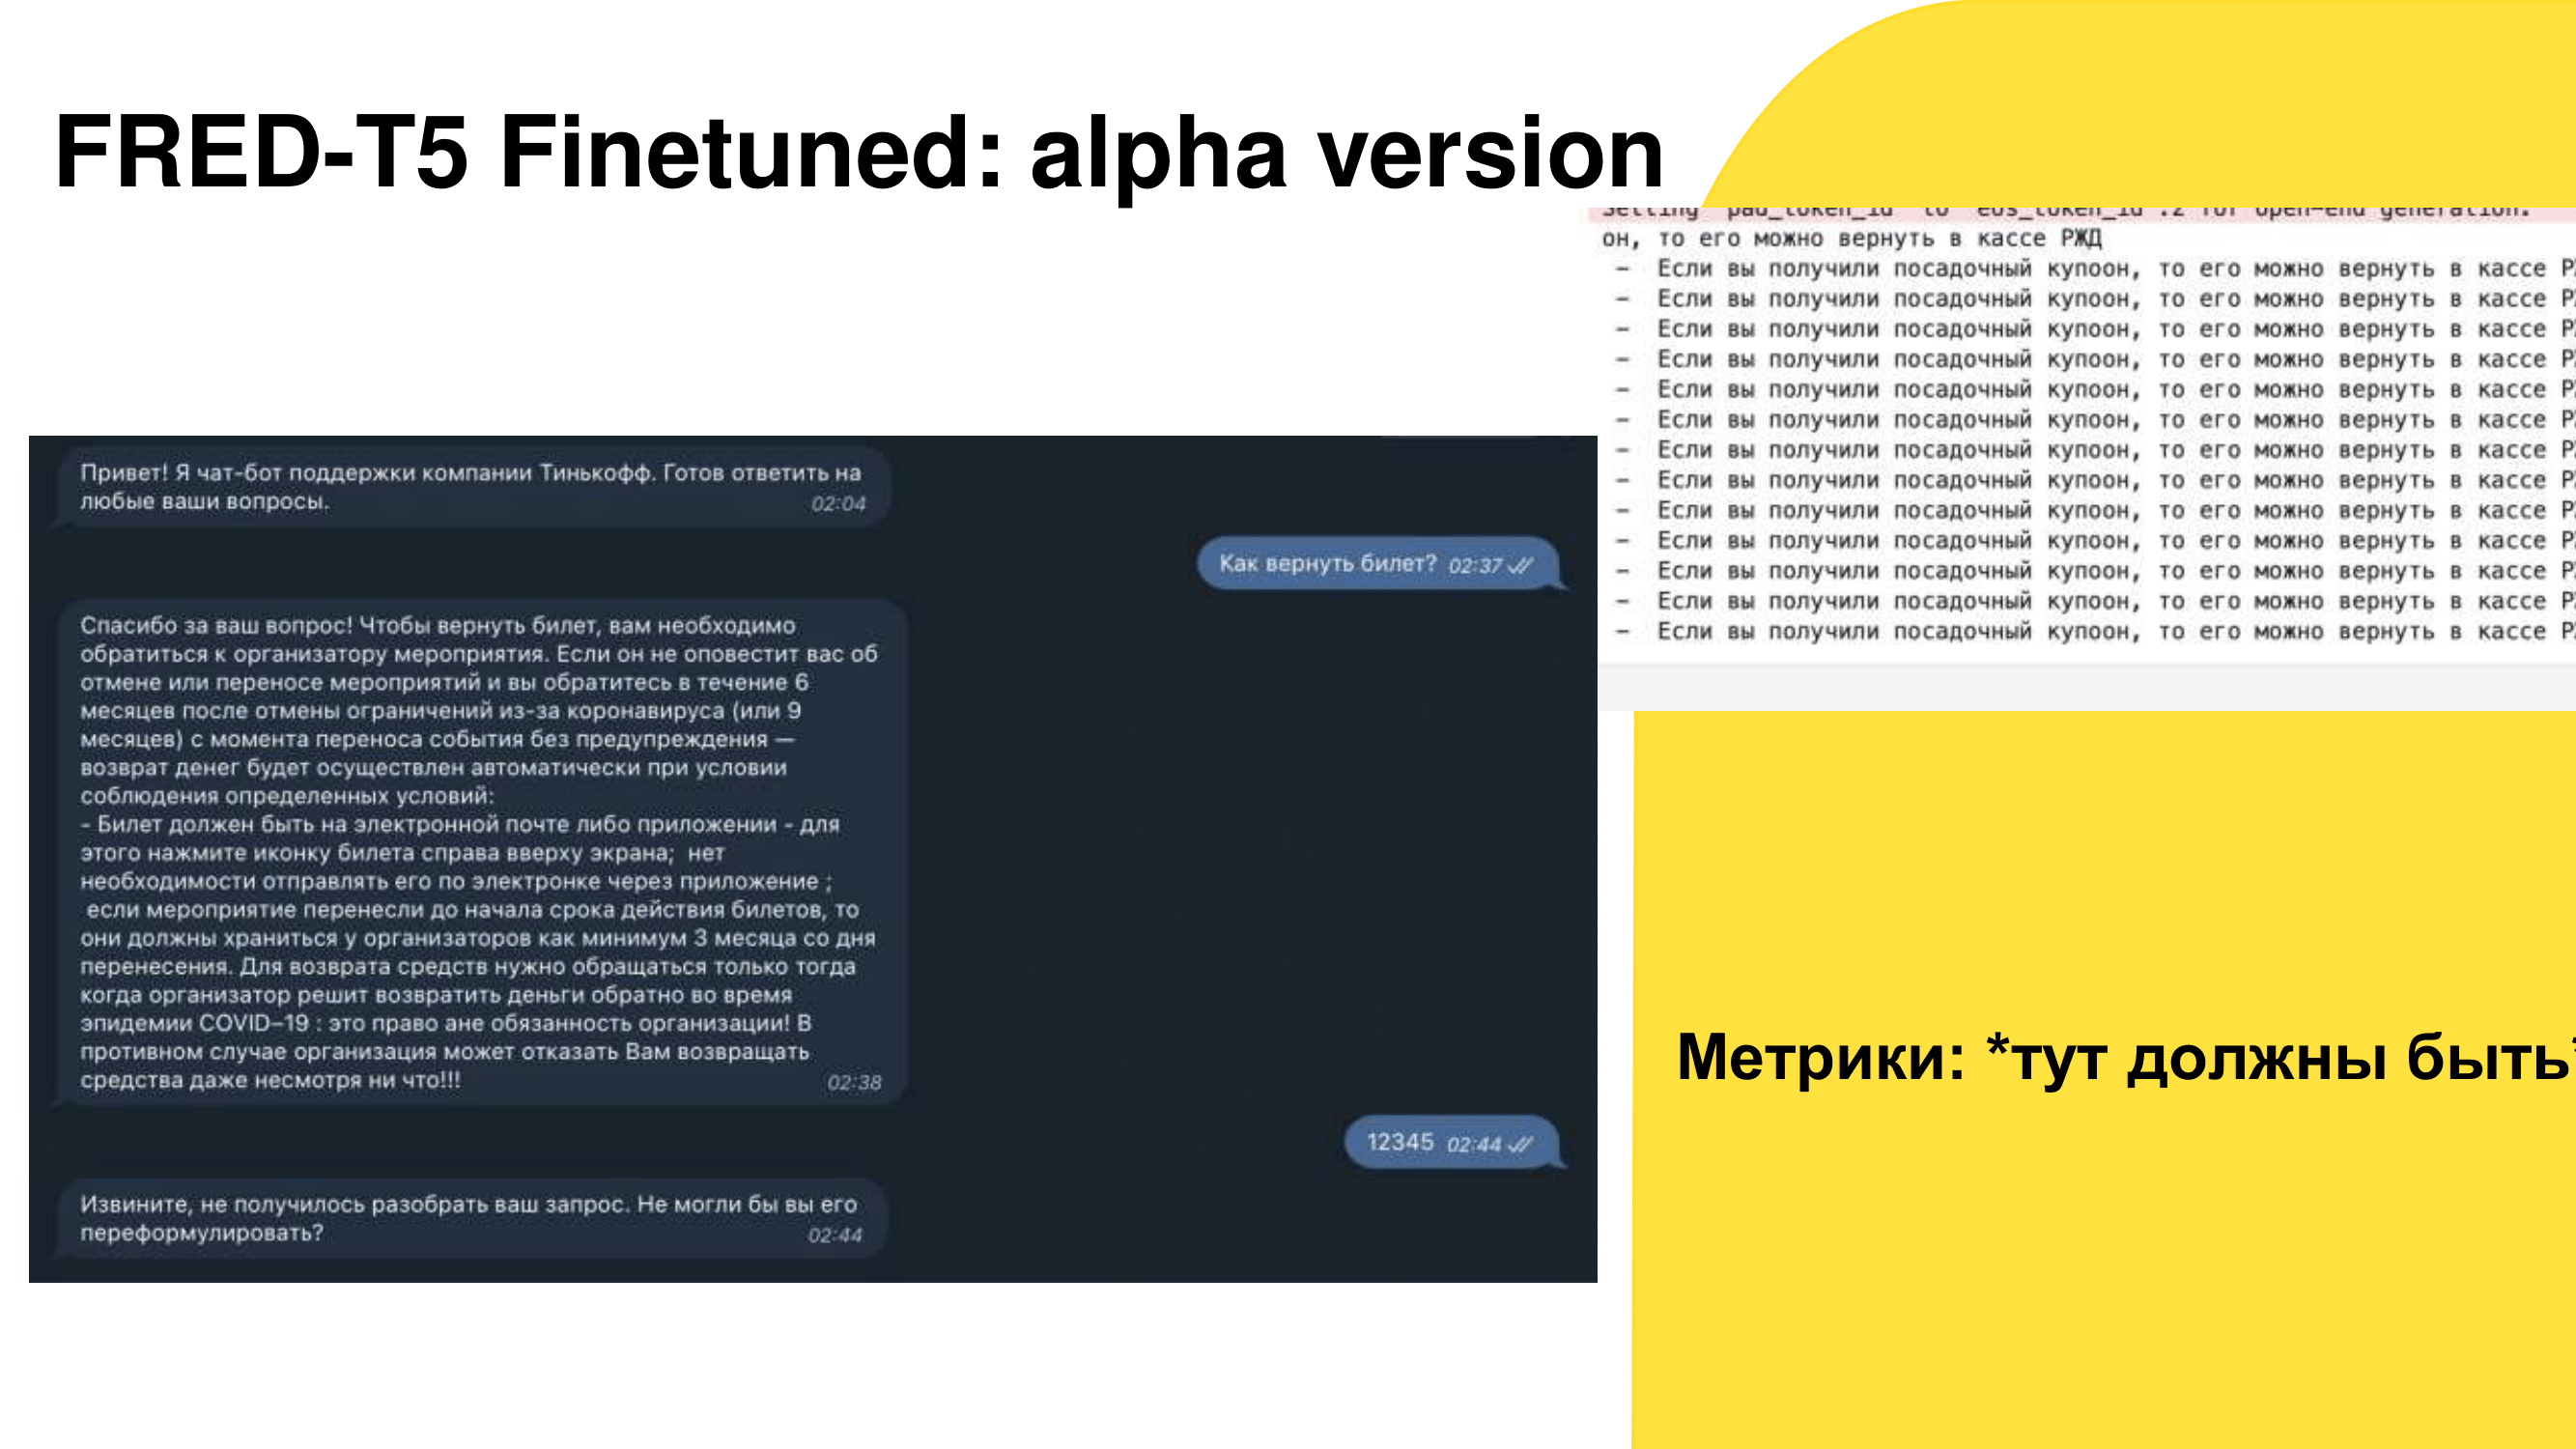 FRED-T5 Finetuned: alpha version
Setting `pad_token_id` to `eos_token_id`:2 for open-end generation.
он, то его можно вернуть в кассе РЖД
– Если вы получили посадочный купоон, то его можно вернуть в кассе
– Если вы получили посадочный купоон, то его можно вернуть в кассе
– Если вы получили посадочный купоон, то его можно вернуть в кассе
– Если вы получили посадочный купоон, то его можно вернуть в кассе
– Если вы получили посадочный купоон, то его можно вернуть в кассе
– Если вы получили посадочный купоон, то его можно вернуть в кассе
– Если вы получили посадочный купоон, то его можно вернуть в кассе
– Если вы получили посадочный купоон, то его можно вернуть в кассе
– Если вы получили посадочный купоон, то его можно вернуть в кассе
– Если вы получили посадочный купоон, то его можно вернуть в кассе
– Если вы получили посадочный купоон, то его можно вернуть в кассе
– Если вы получили посадочный купоон, то его можно вернуть в кассе
– Если вы получили посадочный купоон, то его можно вернуть в кассе
Привет! Я чат-бот поддержки компании Тинькофф. Готов ответить на
любые ваши вопросы. 02:04
Как вернуть билет? 02:37
Спасибо за ваш вопрос! Чтобы вернуть билет, вам необходимо
обратиться к организатору мероприятия. Если он не оповестит вас об
отмене или переносе мероприятий и вы обратитесь в течение 6
месяцев после отмены ограничений из-за коронавируса (или 9
месяцев) с момента переноса события без предупреждения —
возврат денег будет осуществлен автоматически при условии
соблюдения определенных условий:
- Билет должен быть на электронной почте либо приложении - для
этого нажмите иконку билета справа вверху экрана; нет
необходимости отправлять его по электронке через приложение ;
если мероприятие перенесли до начала срока действия билетов, то
они должны храниться у организаторов как минимум 3 месяца со дня
перенесения. Для возврата средств нужно обращаться только тогда
когда организатор решит возвратить деньги обратно во время
эпидемии COVID–19 : это право ане обязанность организации! В
противном случае организация может отказать Вам возвращать
средства даже несмотря ни что!!! 02:38
12345 02:44
Извините, не получилось разобрать ваш запрос. Не могли бы вы его
переформулировать? 02:44
Метрики: *тут должны быть*